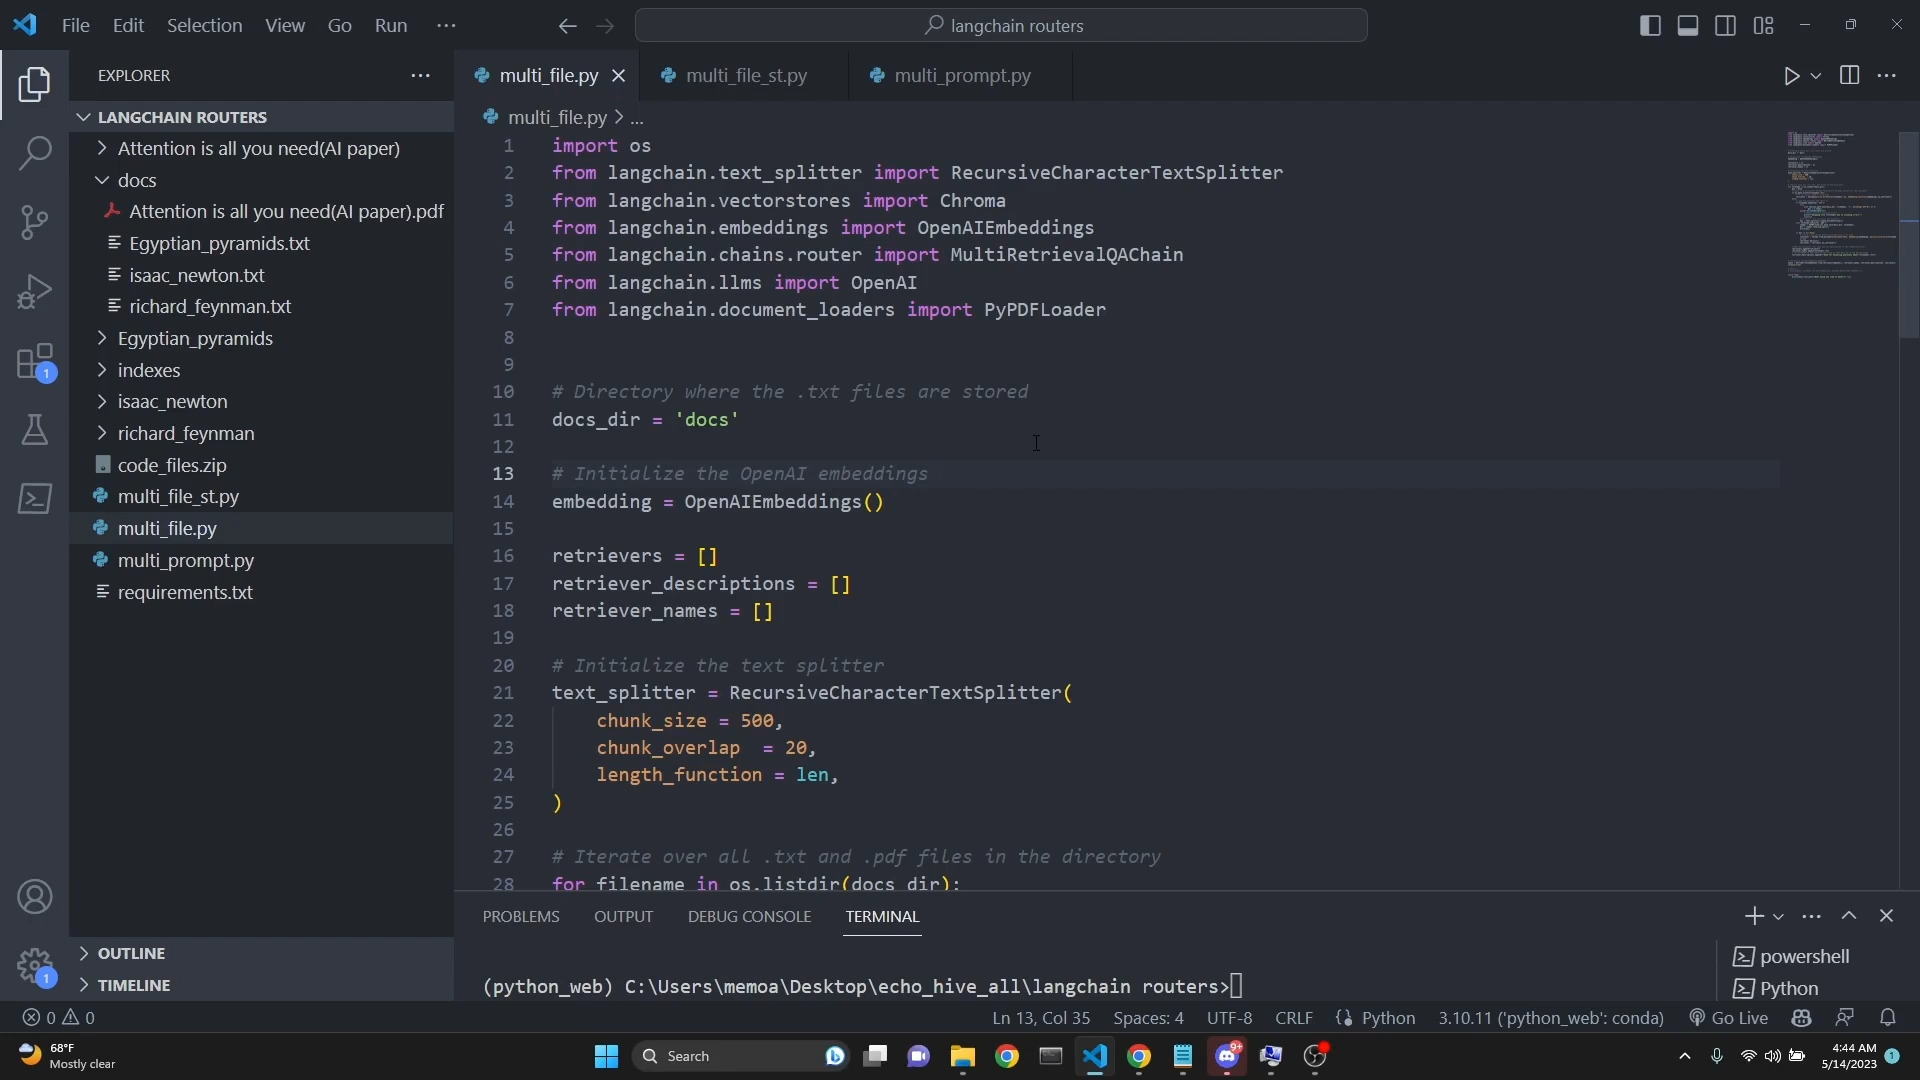 File Edit Selection View Go Run ···
langchain routers
EXPLORER ···
LANGCHAIN ROUTERS
Attention is all you need(AI paper)
docs
Attention is all you need(AI paper).pdf
Egyptian_pyramids.txt
isaac_newton.txt
richard_feynman.txt
Egyptian_pyramids
indexes
isaac_newton
richard_feynman
code_files.zip
multi_file_st.py
multi_file.py
multi_prompt.py
requirements.txt
OUTLINE
TIMELINE
1
1
multi_file.py multi_file_st.py multi_prompt.py
multi_file.py > ...
1 import os
2 from langchain.text_splitter import RecursiveCharacterTextSplitter
3 from langchain.vectorstores import Chroma
4 from langchain.embeddings import OpenAIEmbeddings
5 from langchain.chains.router import MultiRetrievalQAChain
6 from langchain.llms import OpenAI
7 from langchain.document_loaders import PyPDFLoader
8
9
10 # Directory where the .txt files are stored
11 docs_dir = 'docs'
12
13 # Initialize the OpenAI embeddings
14 embedding = OpenAIEmbeddings()
15
16 retrievers = []
17 retriever_descriptions = []
18 retriever_names = []
19
20 # Initialize the text splitter
21 text_splitter = RecursiveCharacterTextSplitter(
22 chunk_size = 500,
23 chunk_overlap  = 20,
24 length_function = len,
25 )
26
27 # Iterate over all .txt and .pdf files in the directory
28 for filename in os.listdir(docs_dir):
PROBLEMS OUTPUT DEBUG CONSOLE TERMINAL
(python_web) C:\Users\memoa\Desktop\echo_hive_all\langchain routers>
powershell
Python
0 0 Ln 13, Col 35 Spaces: 4 UTF-8 CRLF Python 3.10.11 ('python_web': conda) Go Live
68°F
Mostly clear
Search
9+
4:44 AM
5/14/2023
1